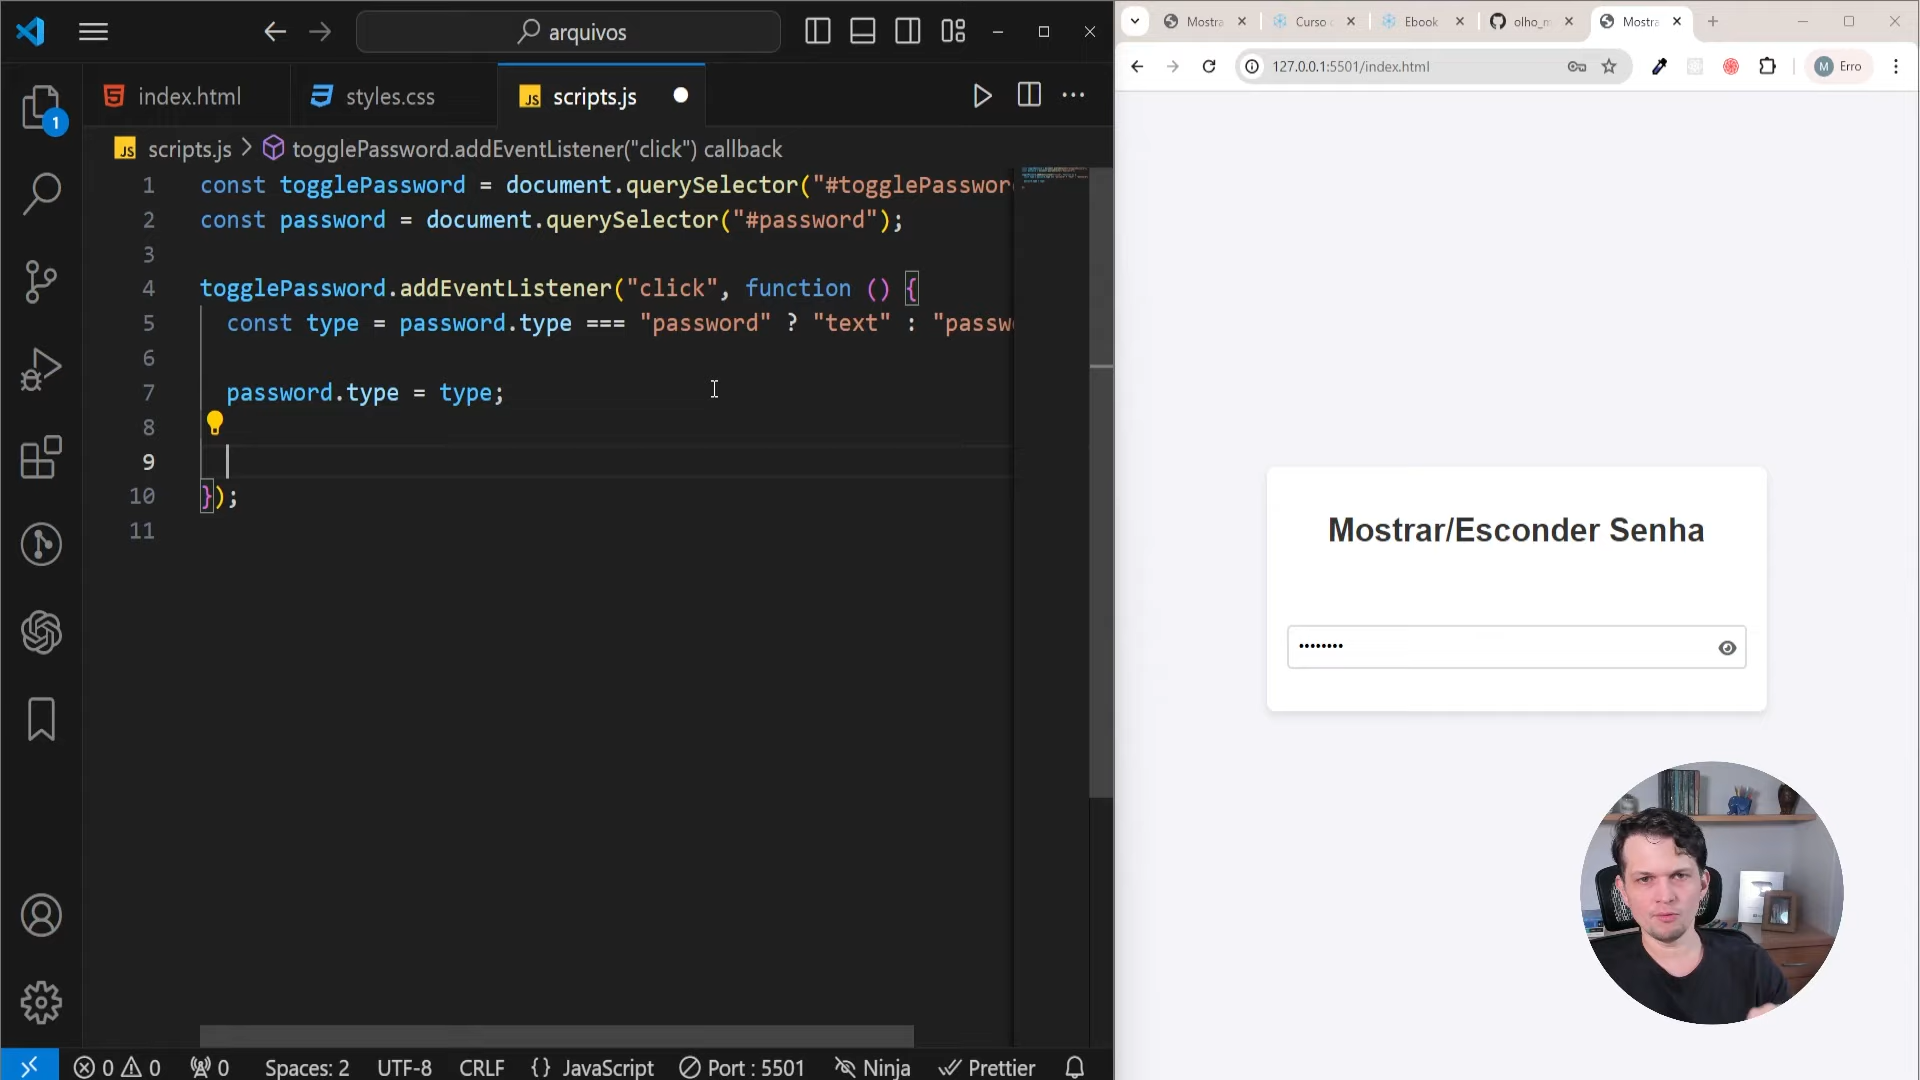 arquivos
index.html
styles.css
scripts.js
scripts.js > togglePassword.addEventListener("click") callback
1 const togglePassword = document.querySelector("#togglePasswor
2 const password = document.querySelector("#password");
3
4 togglePassword.addEventListener("click", function () {
5 const type = password.type === "password" ? "text" : "passw
6
7 password.type = type;
8
9
10 });
11
1
0 0 0 Spaces: 2 UTF-8 CRLF {} JavaScript Port : 5501 Ninja Prettier
Mostra
Curso
Ebook
olho_m
Mostra
127.0.0.1:5501/index.html
M Erro
Mostrar/Esconder Senha
••••••••